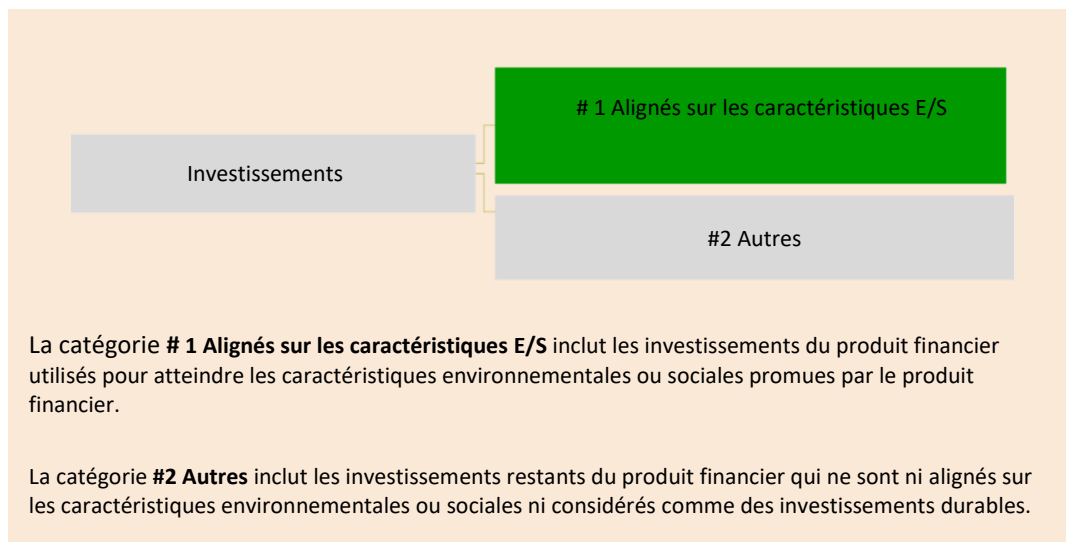 # 1 Alignés sur les caractéristiques E/S
Investissements
#2 Autres
La catégorie # 1 Alignés sur les caractéristiques E/S inclut les investissements du produit financier
utilisés pour atteindre les caractéristiques environnementales ou sociales promues par le produit
financier.
La catégorie #2 Autres inclut les investissements restants du produit financier qui ne sont ni alignés sur
les caractéristiques environnementales ou sociales ni considérés comme des investissements durables.